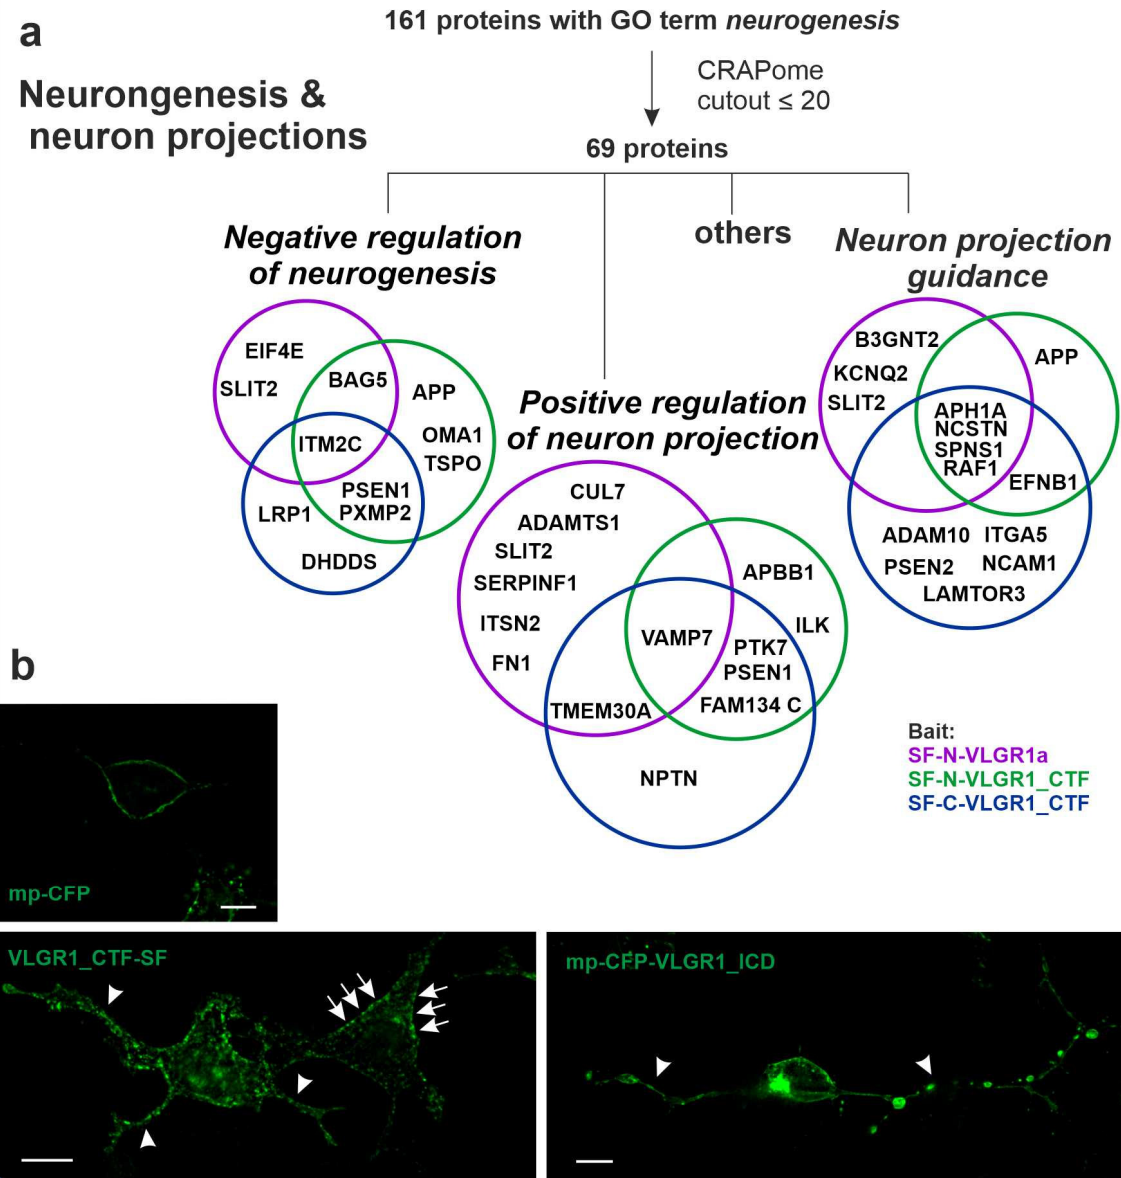 a
161 proteins with GO term neurogenesis
CRAPome
cutout ≤ 20
Neurongenesis &
neuron projections
69 proteins
Negative regulation
of neurogenesis
others
Neuron projection
guidance
Positive regulation
of neuron projection
EIF4E
SLIT2
BAG5
APP
OMA1
TSPO
ITM2C
PSEN1
PXMP2
LRP1
DHDDS
CUL7
ADAMTS1
SLIT2
SERPINF1
ITSN2
FN1
APBB1
ILK
VAMP7
PTK7
PSEN1
FAM134 C
TMEM30A
NPTN
B3GNT2
KCNQ2
SLIT2
APP
APH1A
NCSTN
SPNS1
RAF1
EFNB1
ADAM10 ITGA5
PSEN2 NCAM1
LAMTOR3
Bait:
SF-N-VLGR1a
SF-N-VLGR1_CTF
SF-C-VLGR1_CTF
b
mp-CFP
VLGR1_CTF-SF
mp-CFP-VLGR1_ICD